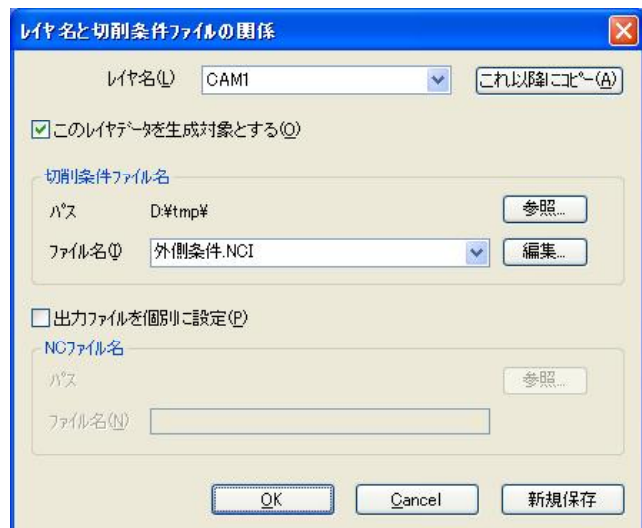 ﾚｲﾔ名と切削条件ﾌｧｲﾙの関係
ﾚｲﾔ名(L) CAM1 これ以降にｺﾋﾟｰ(A)
このﾚｲﾔﾃﾞｰﾀを生成対象とする(O)
切削条件ﾌｧｲﾙ名
ﾊﾟｽ D:¥tmp¥ 参照...
ﾌｧｲﾙ名(I) 外側条件.NCI 編集...
出力ﾌｧｲﾙを個別に設定(P)
NCﾌｧｲﾙ名
ﾊﾟｽ 参照...
ﾌｧｲﾙ名(N)
OK Cancel 新規保存